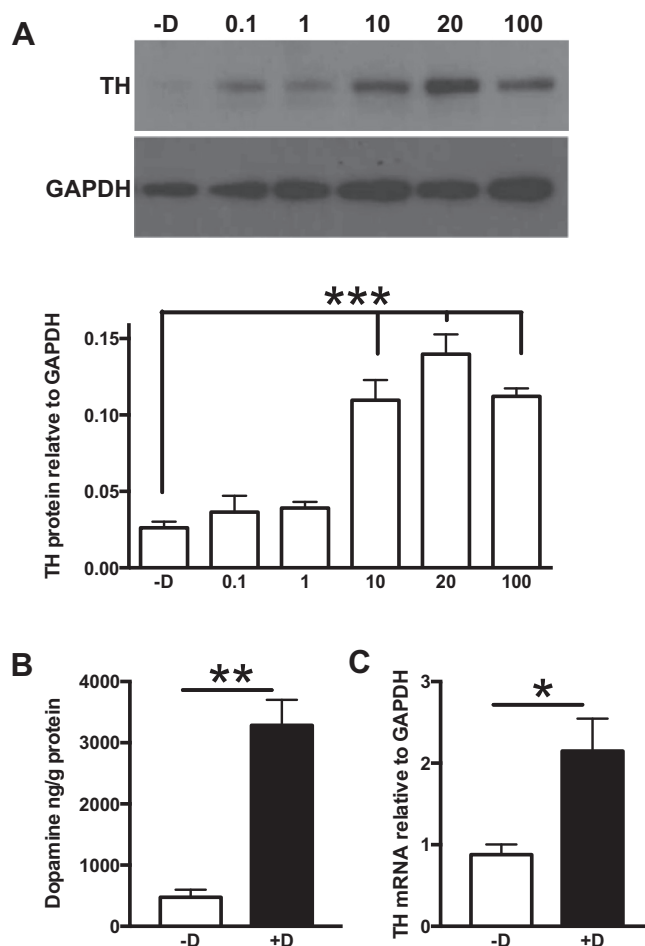 A
-D 0.1 1 10 20 100
TH
GAPDH
***
TH protein relatve to GAPDH
0.15
0.10
0.05
0.00
-D 0.1 1 10 20 100
B
**
Dopamine ng/g protein
4000
3000
2000
1000
0
-D +D
C
*
TH mRNA relative to GAPDH
3
2
1
0
-D +D